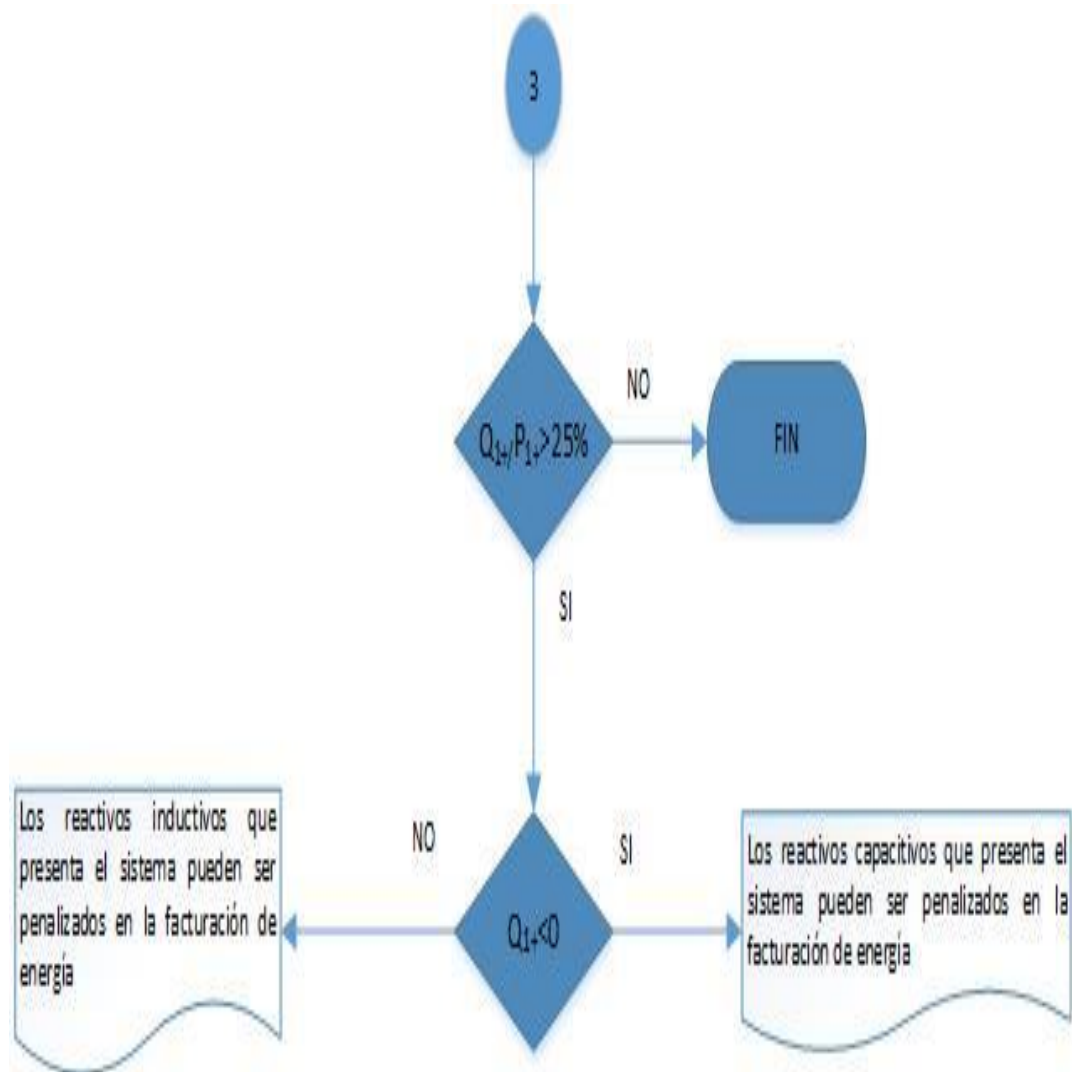 3
Q1+/P1+>25%
NO
FIN
SI
Los reactivos inductivos que
presenta el sistema pueden ser
penalizados en la facturación de
energía
NO
Q1+<0
SI
Los reactivos capacitivos que presenta el
sistema pueden ser penalizados en la
facturación de energía